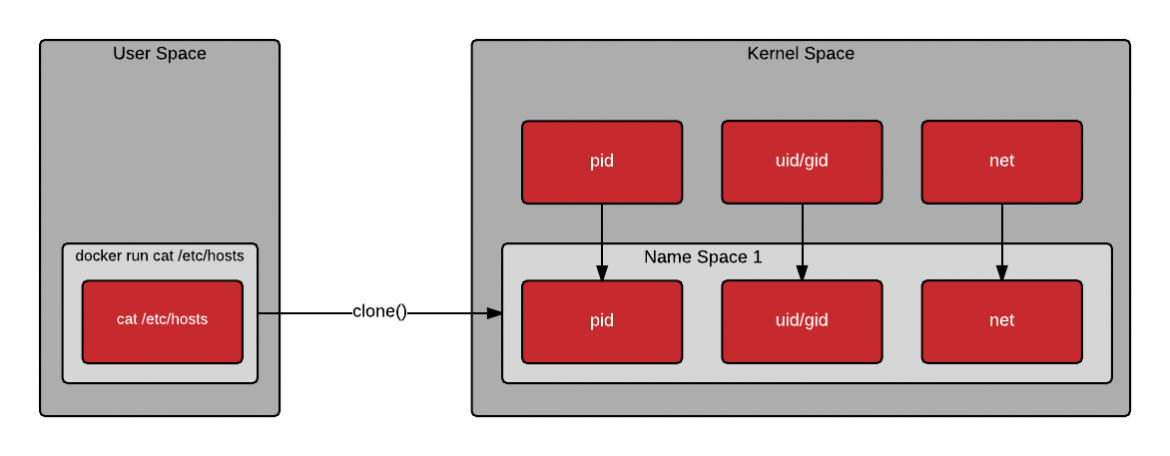 User Space
docker run cat /etc/hosts
cat /etc/hosts
clone()
Kernel Space
pid
uid/gid
net
Name Space 1
pid
uid/gid
net